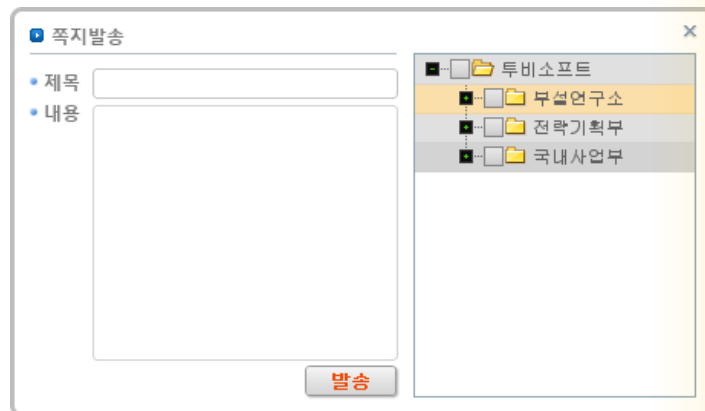 쪽지발송
제목
내용
발송
투비소프트
부설연구소
전략기획부
국내사업부